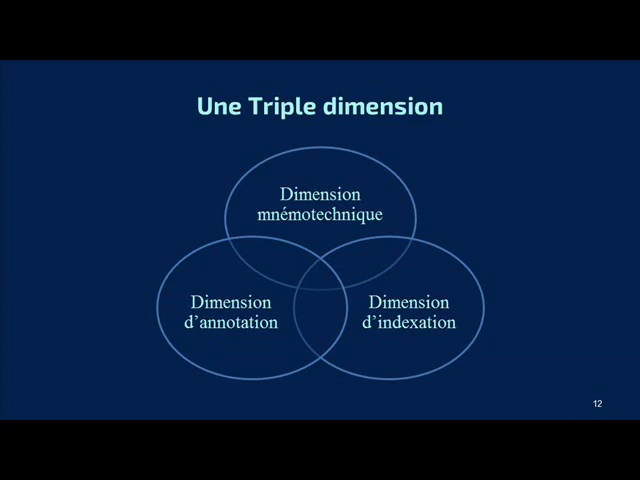 Une Triple dimension
Dimension
mnémotechnique
Dimension
d’annotation
Dimension
d’indexation
12